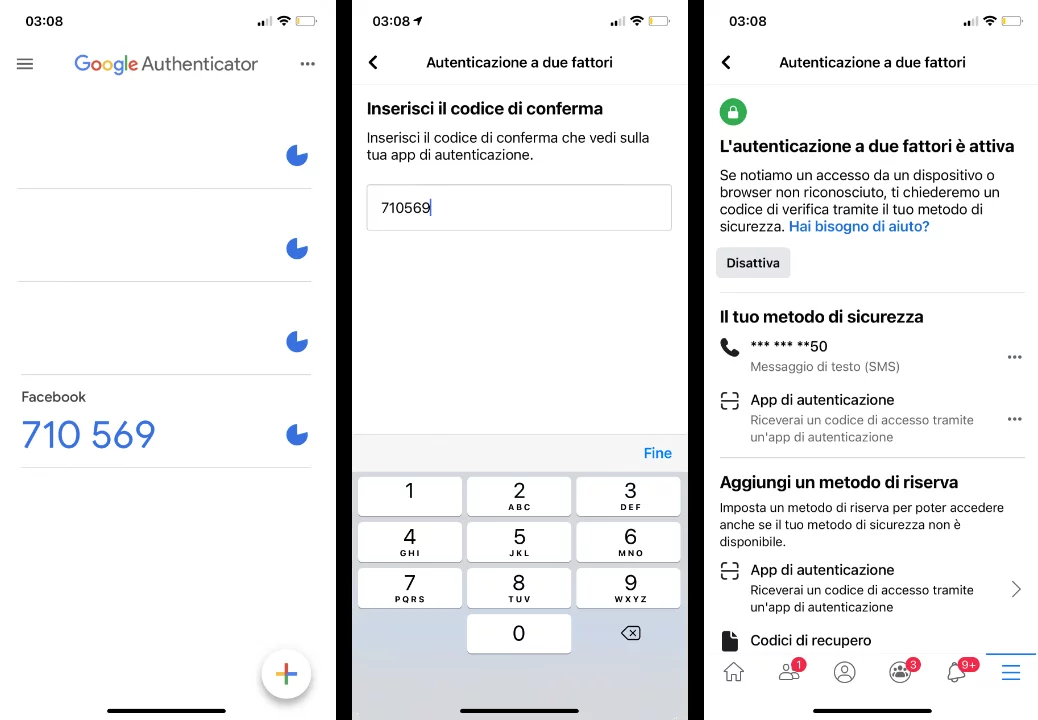 03:08
Google Authenticator
Facebook
710 569
03:08
Autenticazione a due fattori
Inserisci il codice di conferma
Inserisci il codice di conferma che vedi sulla
tua app di autenticazione.
710569
Fine
1
2
ABC
3
DEF
4
GHI
5
JKL
6
MNO
7
PQRS
8
TUV
9
WXYZ
0
03:08
Autenticazione a due fattori
L'autenticazione a due fattori è attiva
Se notiamo un accesso da un dispositivo o
browser non riconosciuto, ti chiederemo un
codice di verifica tramite il tuo metodo di
sicurezza. Hai bisogno di aiuto?
Disattiva
Il tuo metodo di sicurezza
*** *** **50
Messaggio di testo (SMS)
App di autenticazione
Riceverai un codice di accesso tramite
un'app di autenticazione
Aggiungi un metodo di riserva
Imposta un metodo di riserva per poter accedere
anche se il tuo metodo di sicurezza non è
disponibile.
App di autenticazione
Riceverai un codice di accesso tramite
un'app di autenticazione
Codici di recupero
1
3
9+